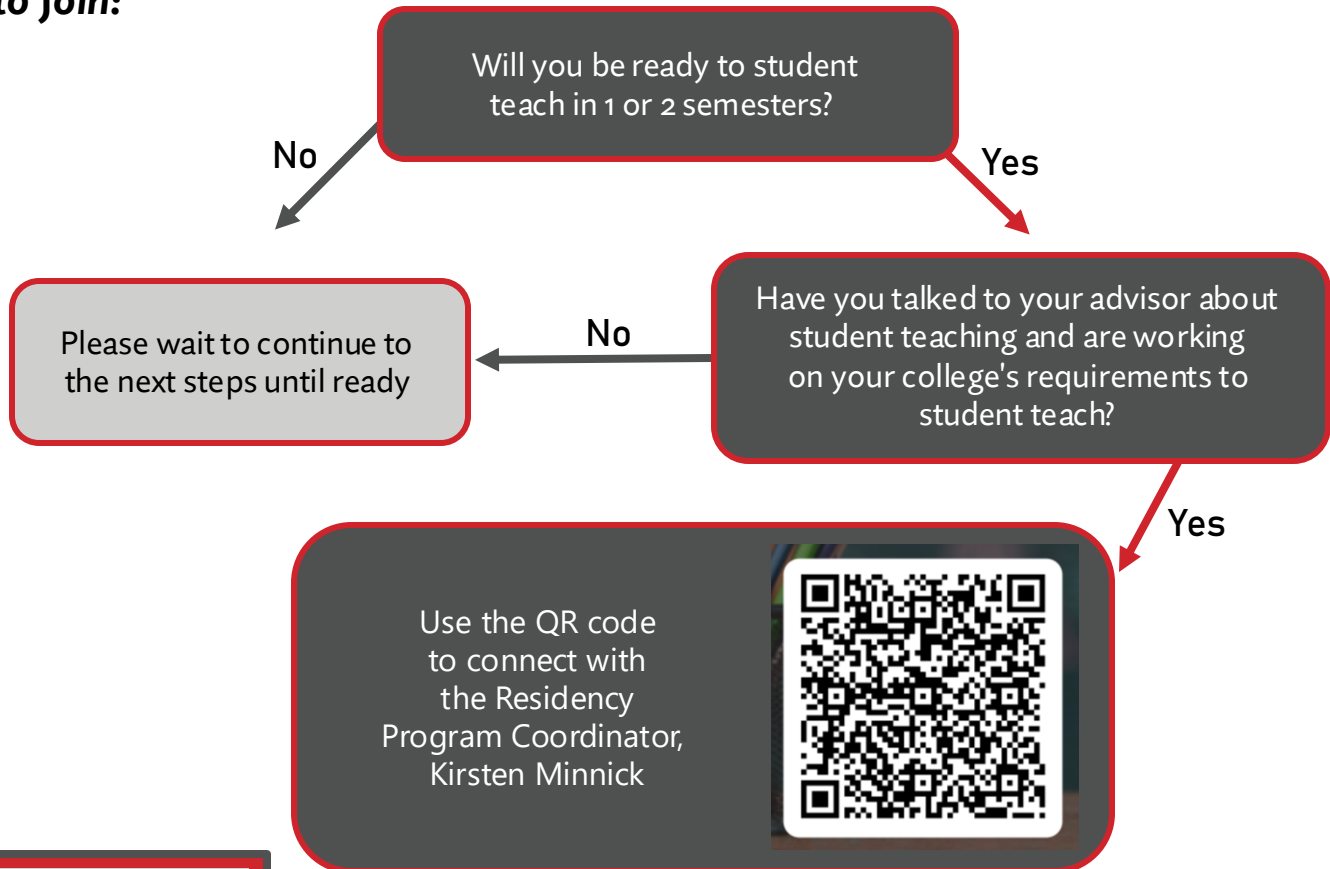 to join:
Will you be ready to student
teach in 1 or 2 semesters?
No
Yes
Please wait to continue to
the next steps until ready
No
Have you talked to your advisor about
student teaching and are working
on your college's requirements to
student teach?
Yes
Use the QR code
to connect with
the Residency
Program Coordinator,
Kirsten Minnick